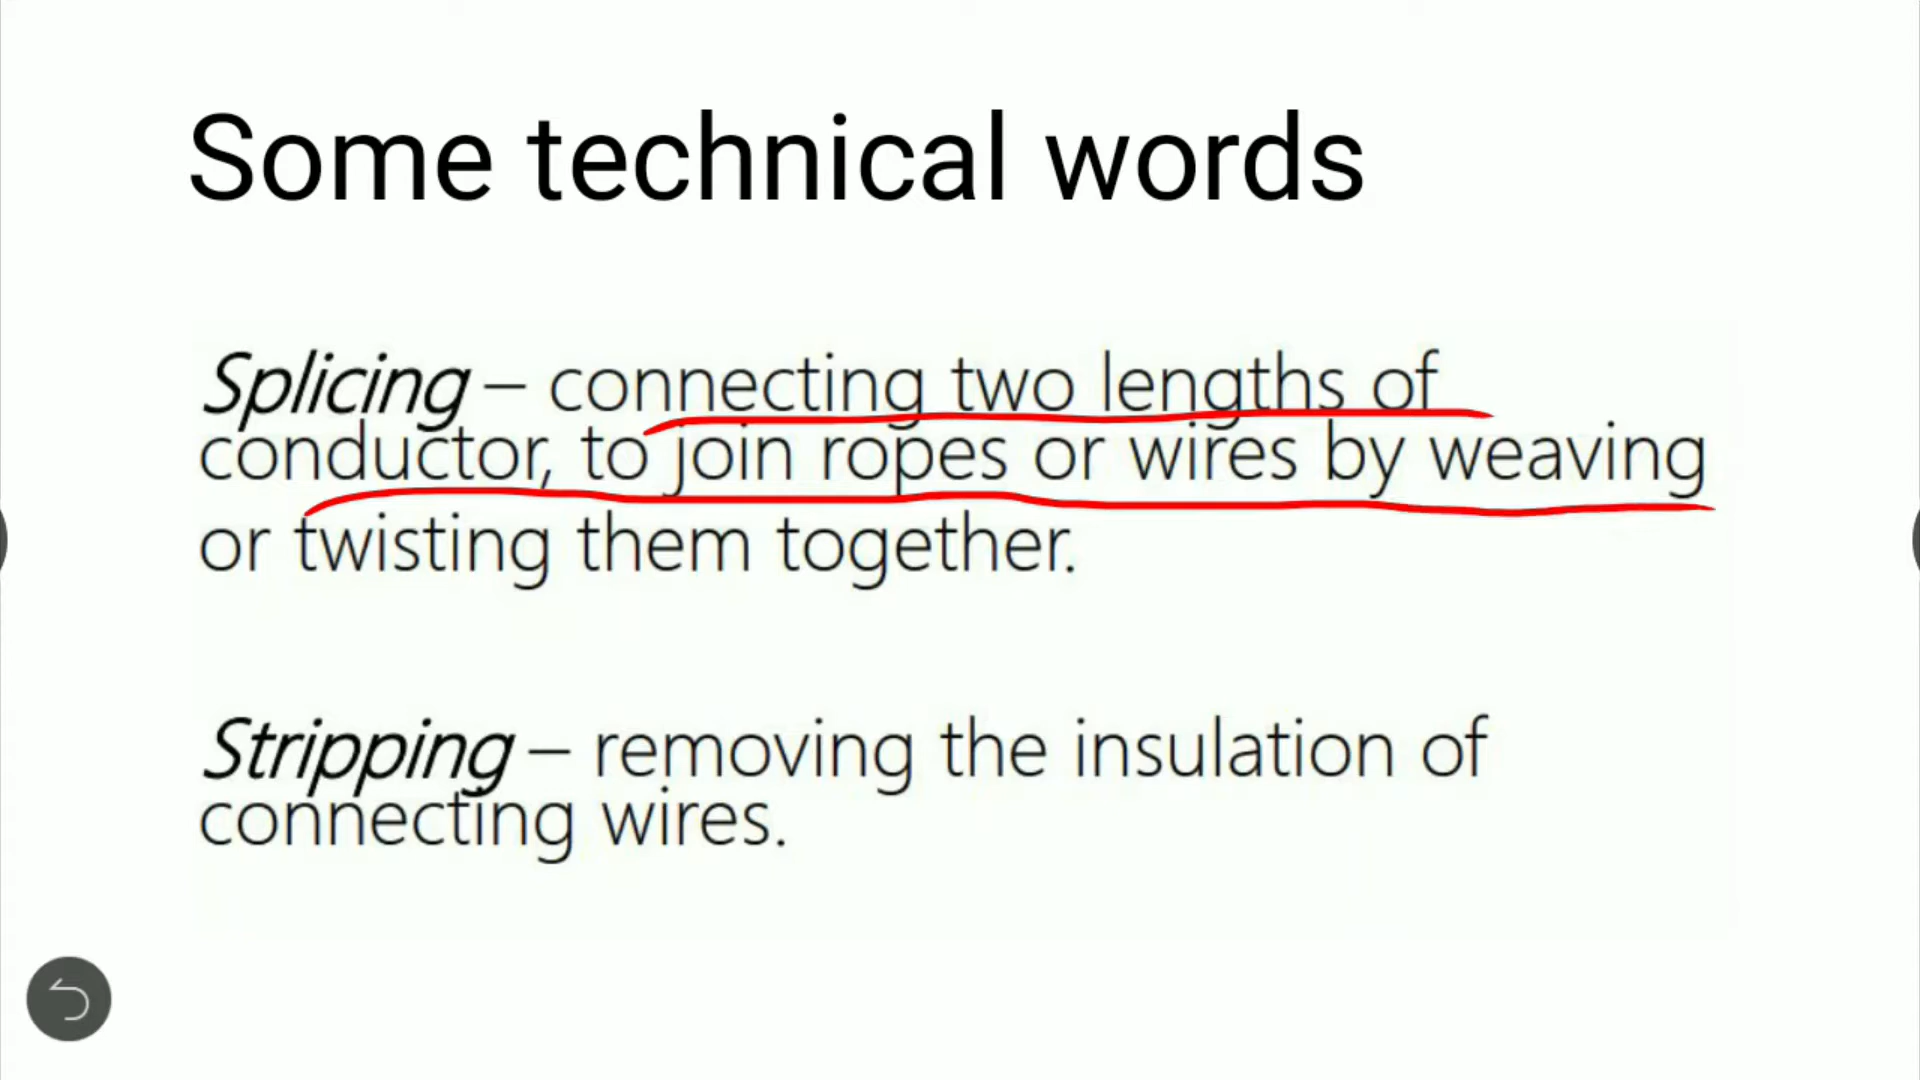 Some technical words
Splicing – connecting two lengths of
conductor, to join ropes or wires by weaving
or twisting them together.
Stripping – removing the insulation of
connecting wires.